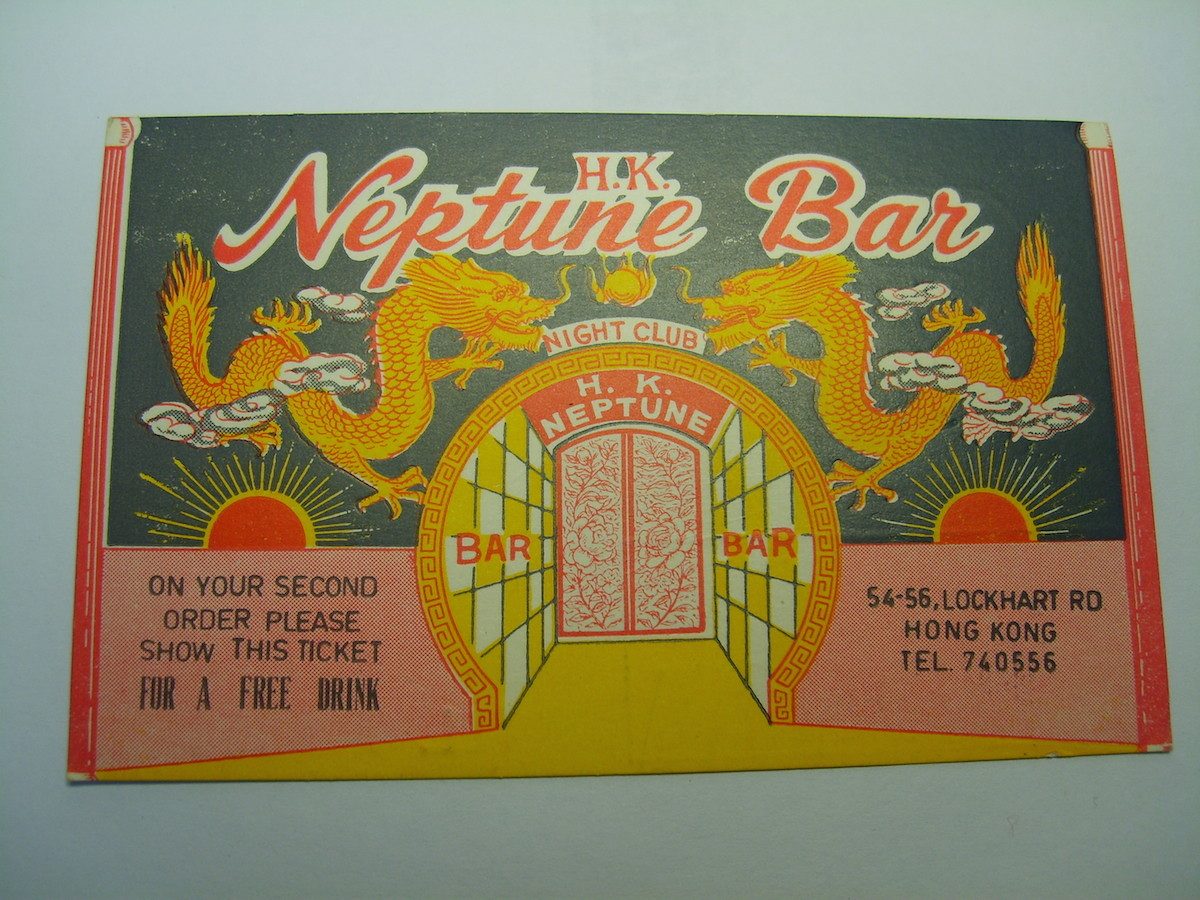 H.K.
Neptune Bar
NIGHT CLUB
H. K.
NEPTUNE
BAR
BAR
ON YOUR SECOND
ORDER PLEASE
SHOW THIS TICKET
FOR A FREE DRINK
54-56, LOCKHART RD
HONG KONG
TEL. 740556